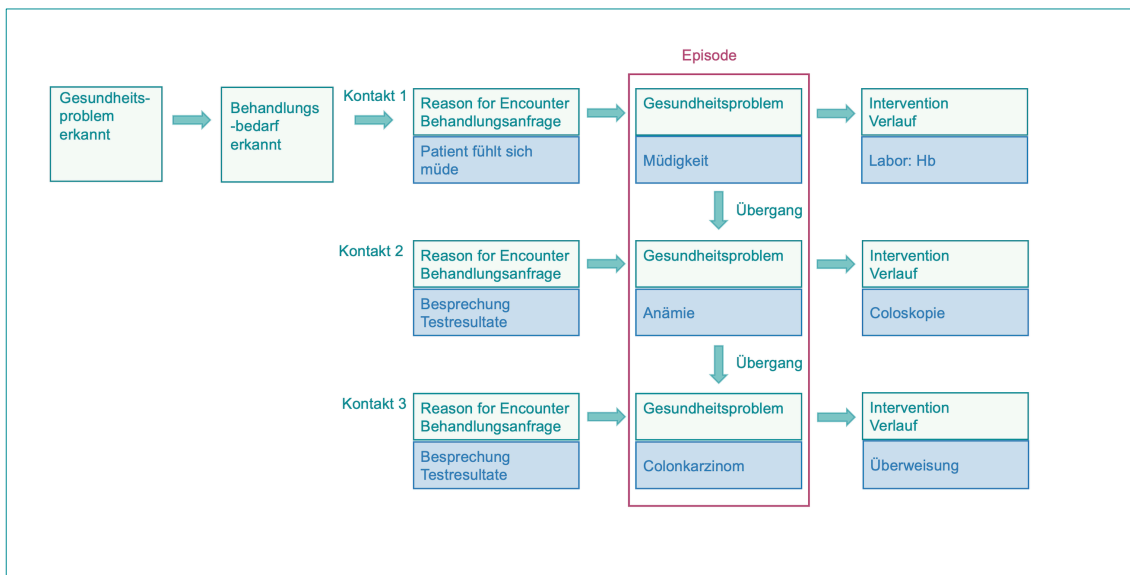 Episode
Gesundheits-
problem
erkannt
Behandlungs
-bedarf
erkannt
Kontakt 1
Reason for Encounter
Behandlungsanfrage
Patient fühlt sich
müde
Gesundheitsproblem
Müdigkeit
Intervention
Verlauf
Labor: Hb
Übergang
Kontakt 2
Reason for Encounter
Behandlungsanfrage
Besprechung
Testresultate
Gesundheitsproblem
Anämie
Intervention
Verlauf
Coloskopie
Übergang
Kontakt 3
Reason for Encounter
Behandlungsanfrage
Besprechung
Testresultate
Gesundheitsproblem
Colonkarzinom
Intervention
Verlauf
Überweisung